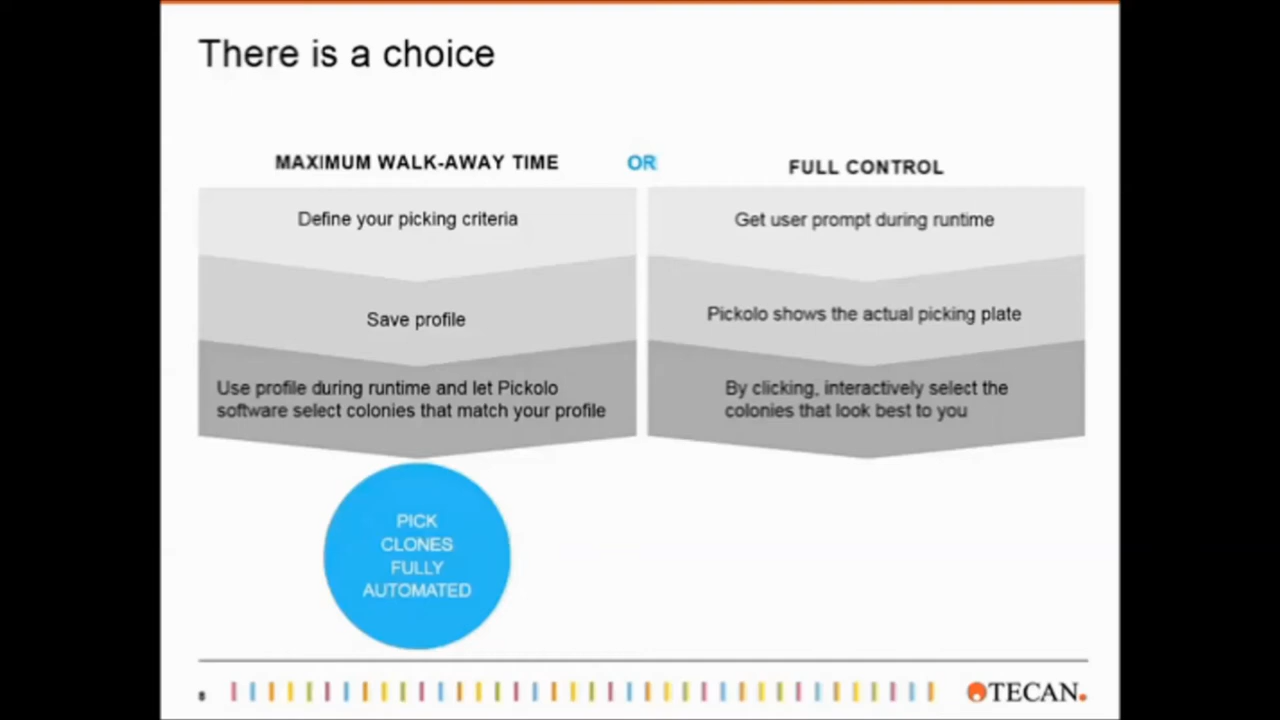 There is a choice
MAXIMUM WALK-AWAY TIME
OR
FULL CONTROL
Define your picking criteria
Save profile
Use profile during runtime and let Pickolo
software select colonies that match your profile
Get user prompt during runtime
Pickolo shows the actual picking plate
By clicking, interactively select the
colonies that look best to you
PICK
CLONES
FULLY
AUTOMATED
TECAN.